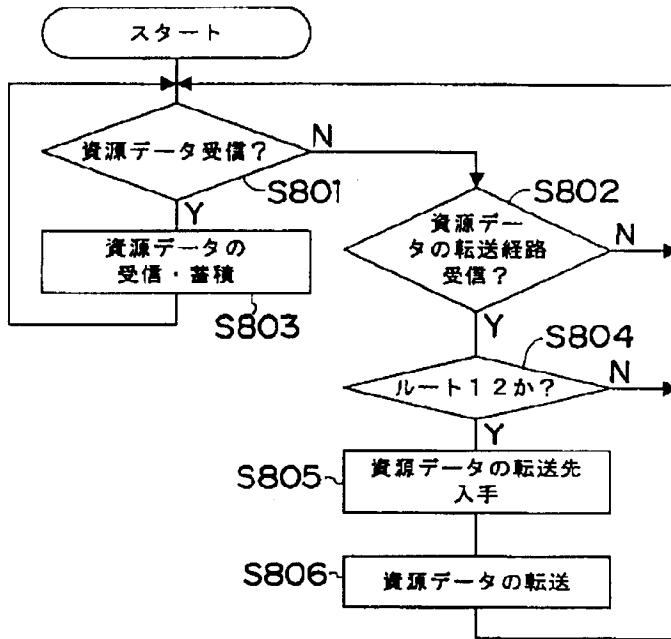 スタート
資源データ受信？
N
S801
Y
資源データの
受信・蓄積
S803
S802
資源デー
タの転送経路
受信？
N
Y
S804
ルート１２か？
N
Y
S805
資源データの転送先
入手
S806
資源データの転送